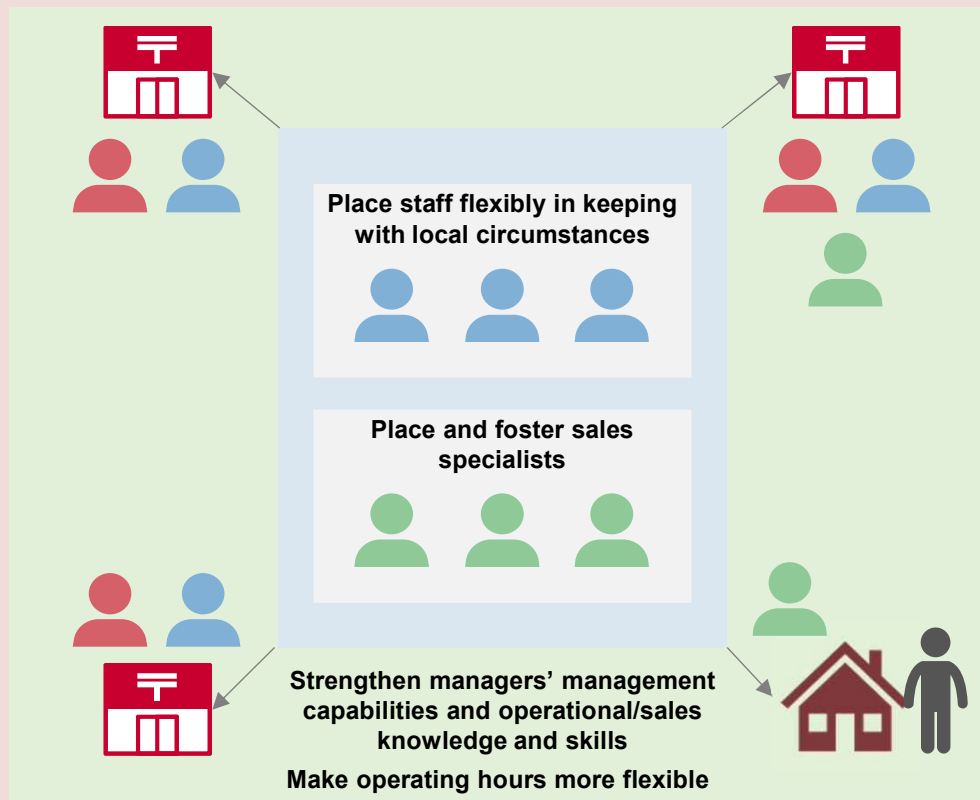 〒
〒
Place staff flexibly in keeping
with local circumstances
Place and foster sales
specialists
〒
Strengthen managers’ management
capabilities and operational/sales
knowledge and skills
Make operating hours more flexible